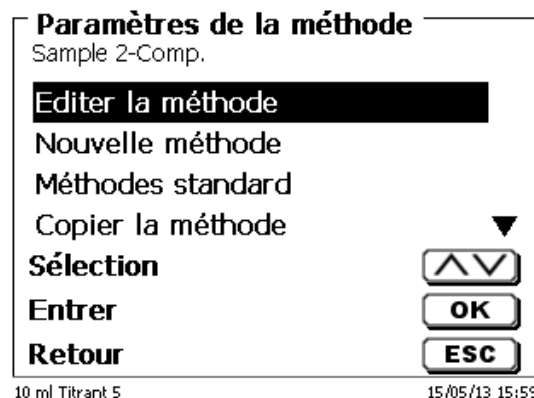 Paramètres de la méthode
Sample 2-Comp.
Editer la méthode
Nouvelle méthode
Méthodes standard
Copier la méthode
Sélection
Entrer OK
Retour ESC
10 ml Titrant 5 15/05/13 15:59